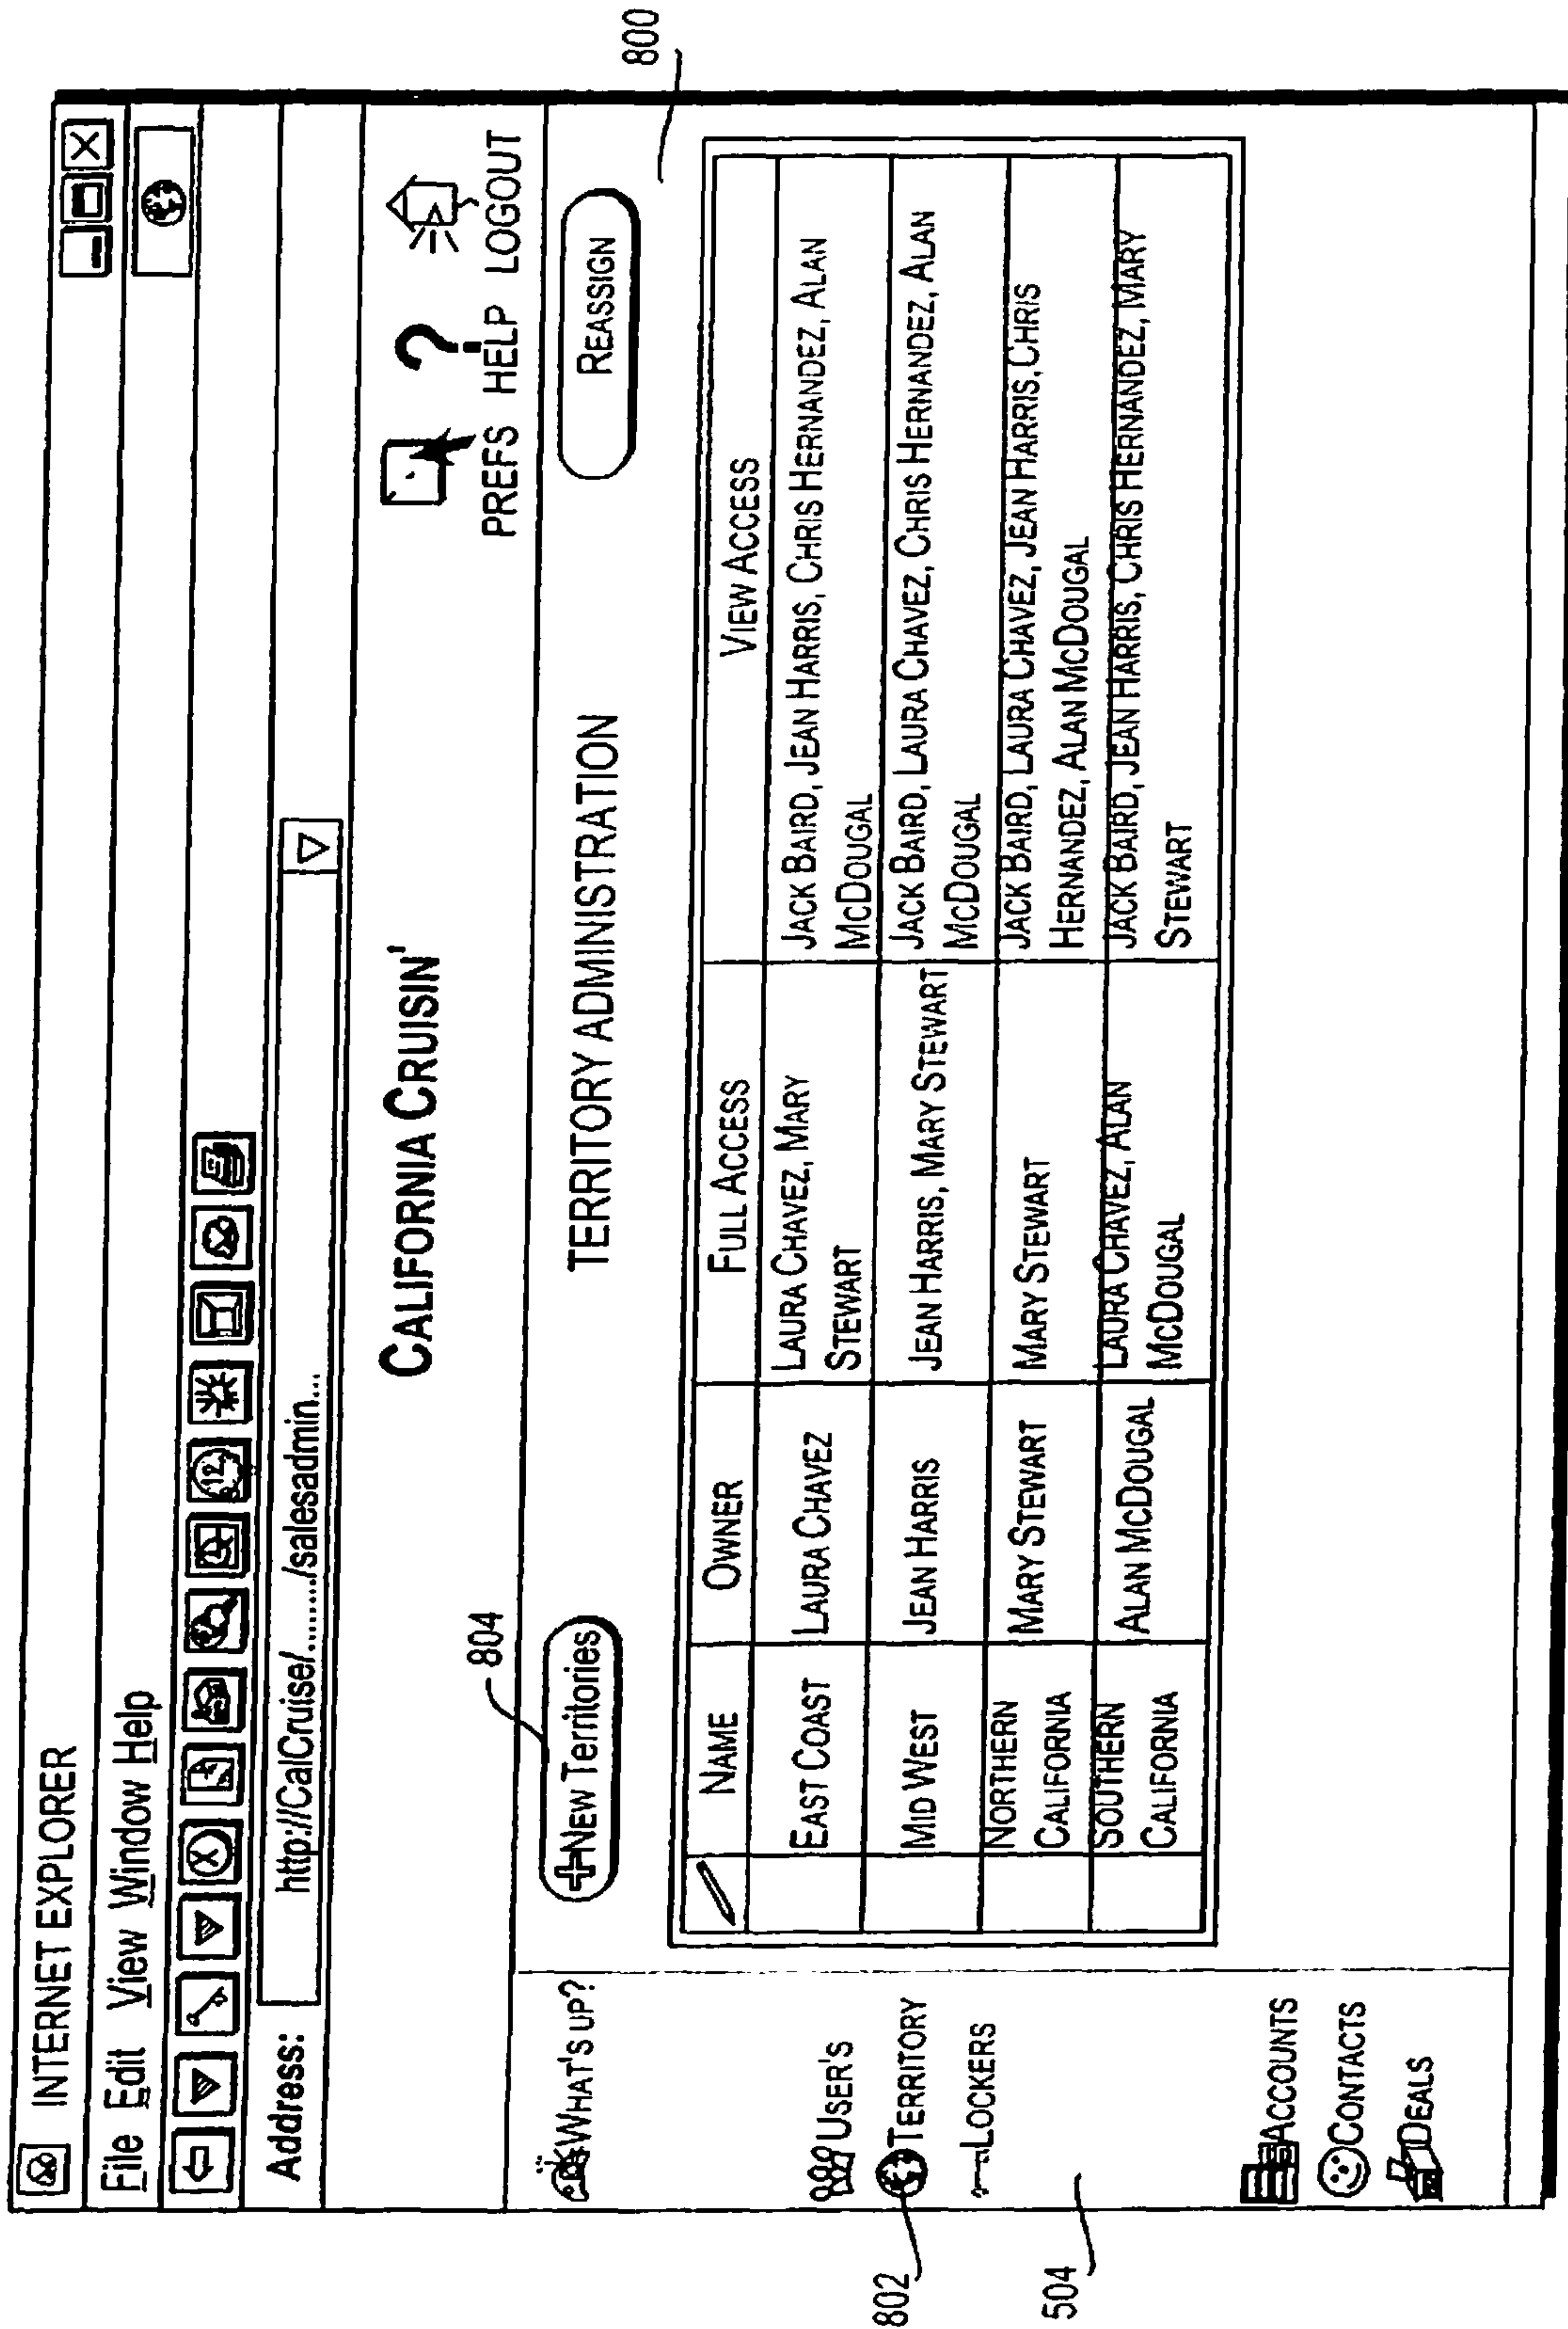 INTERNET EXPLORER
File Edit View Window Help
Address: http://CalCruise/......../salesadmin...
CALIFORNIA CRUISIN'
PREFS HELP LOGOUT
804
WHAT'S UP?
+NEW Territories
TERRITORY ADMINISTRATION
REASSIGN
800
NAME OWNER FULL ACCESS VIEW ACCESS
EAST COAST LAURA CHAVEZ LAURA CHAVEZ, MARY JACK BAIRD, JEAN HARRIS, CHRIS HERNANDEZ, ALAN
STEWART MCDOUGAL
MID WEST JEAN HARRIS JEAN HARRIS, MARY STEWART JACK BAIRD, LAURA CHAVEZ, CHRIS HERNANDEZ, ALAN
MCDOUGAL
NORTHERN MARY STEWART MARY STEWART JACK BAIRD, LAURA CHAVEZ, JEAN HARRIS, CHRIS
CALIFORNIA HERNANDEZ, ALAN MCDOUGAL
SOUTHERN ALAN MCDOUGAL LAURA CHAVEZ, ALAN JACK BAIRD, JEAN HARRIS, CHRIS HERNANDEZ, MARY
CALIFORNIA MCDOUGAL STEWART
USER'S
802
TERRITORY
LOCKERS
504
ACCOUNTS
CONTACTS
DEALS